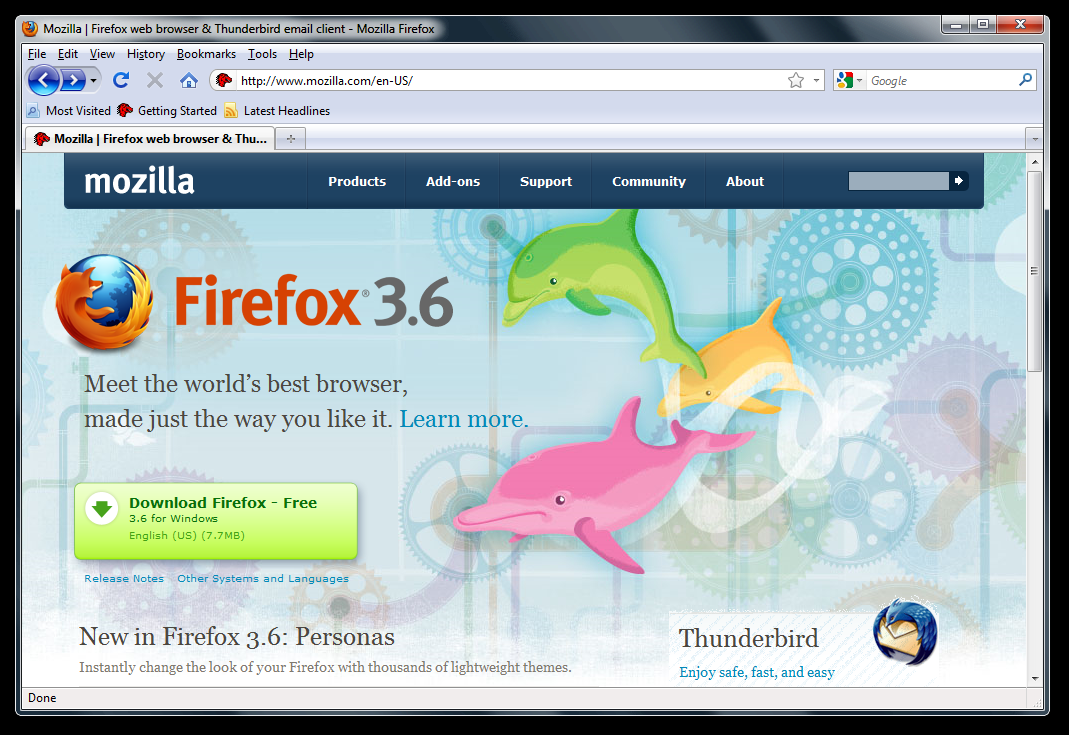 Mozilla | Firefox web browser & Thunderbird email client - Mozilla Firefox
File Edit View History Bookmarks Tools Help
http://www.mozilla.com/en-US/ Google
Most Visited Getting Started Latest Headlines
Mozilla | Firefox web browser & Thu...
mozilla Products Add-ons Support Community About
Firefox® 3.6
Meet the world's best browser,
made just the way you like it. Learn more.
Download Firefox - Free
3.6 for Windows
English (US) (7.7MB)
Release Notes Other Systems and Languages
New in Firefox 3.6: Personas
Instantly change the look of your Firefox with thousands of lightweight themes.
Thunderbird
Enjoy safe, fast, and easy
Done